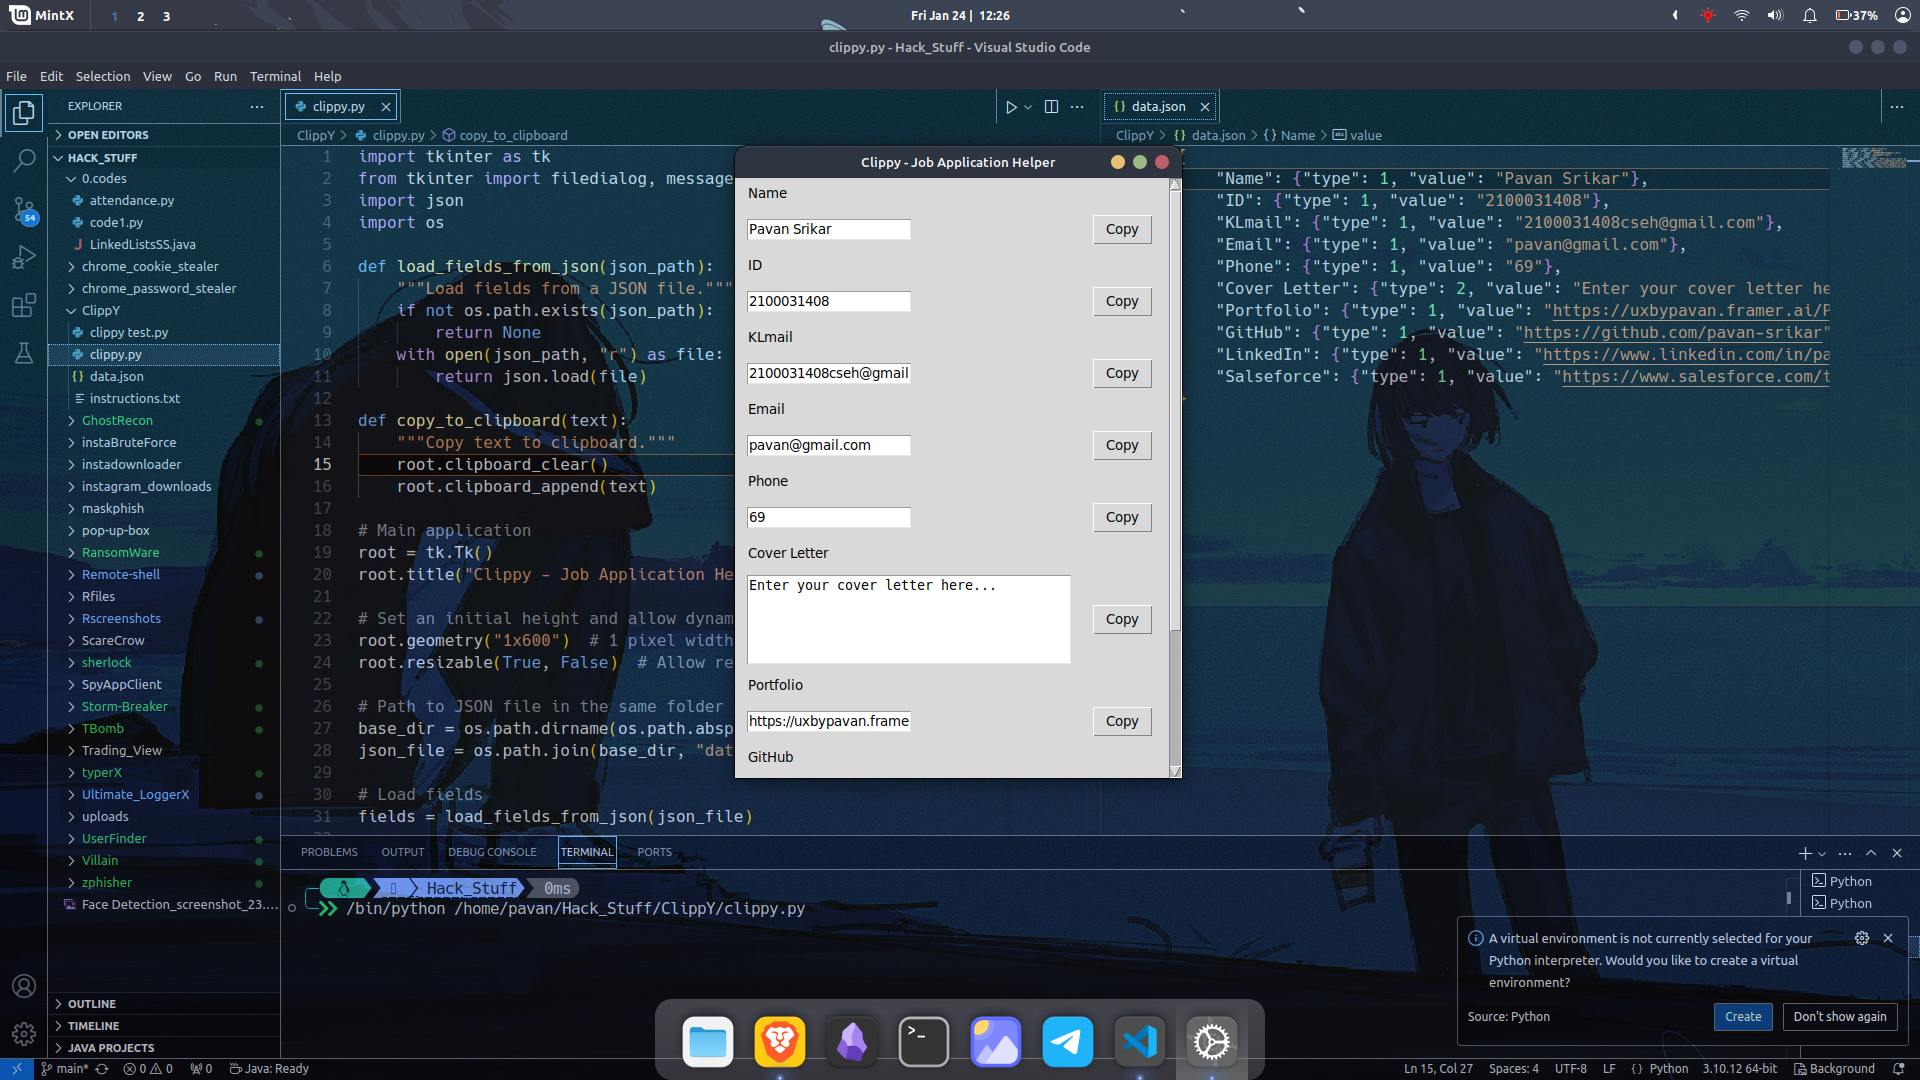 MintX 1 2 3 Fri Jan 24 | 12:26 37%
clippy.py - Hack_Stuff - Visual Studio Code
File Edit Selection View Go Run Terminal Help
EXPLORER
OPEN EDITORS
HACK_STUFF
0.codes
attendance.py
code1.py
LinkedListsSS.java
chrome_cookie_stealer
chrome_password_stealer
ClippY
clippy test.py
clippy.py
data.json
instructions.txt
GhostRecon
instaBruteForce
instadownloader
instagram_downloads
maskphish
pop-up-box
RansomWare
Remote-shell
Rfiles
Rscreenshots
ScareCrow
sherlock
SpyAppClient
Storm-Breaker
TBomb
Trading_View
typerX
Ultimate_LoggerX
uploads
UserFinder
Villain
zphisher
Face Detection_screenshot_23....
OUTLINE
TIMELINE
JAVA PROJECTS
54
clippy.py
ClippY > clippy.py > copy_to_clipboard
1 import tkinter as tk
2 from tkinter import filedialog, message
3 import json
4 import os
5
6 def load_fields_from_json(json_path):
7 """Load fields from a JSON file."""
8 if not os.path.exists(json_path):
9 return None
10 with open(json_path, "r") as file:
11 return json.load(file)
12
13 def copy_to_clipboard(text):
14 """Copy text to clipboard."""
15 root.clipboard_clear()
16 root.clipboard_append(text)
17
18 # Main application
19 root = tk.Tk()
20 root.title("Clippy - Job Application He
21
22 # Set an initial height and allow dynam
23 root.geometry("1x600") # 1 pixel width
24 root.resizable(True, False) # Allow re
25
26 # Path to JSON file in the same folder
27 base_dir = os.path.dirname(os.path.absp
28 json_file = os.path.join(base_dir, "dat
29
30 # Load fields
31 fields = load_fields_from_json(json_file)
Clippy - Job Application Helper
Name
Pavan Srikar Copy
ID
2100031408 Copy
KLmail
2100031408cseh@gmail Copy
Email
pavan@gmail.com Copy
Phone
69 Copy
Cover Letter
Enter your cover letter here...
Copy
Portfolio
https://uxbypavan.frame Copy
GitHub
data.json
ClippY > {} data.json > {} Name > value
"Name": {"type": 1, "value": "Pavan Srikar"},
"ID": {"type": 1, "value": "2100031408"},
"KLmail": {"type": 1, "value": "2100031408cseh@gmail.com"},
"Email": {"type": 1, "value": "pavan@gmail.com"},
"Phone": {"type": 1, "value": "69"},
"Cover Letter": {"type": 2, "value": "Enter your cover letter he
"Portfolio": {"type": 1, "value": "https://uxbypavan.framer.ai/P
"GitHub": {"type": 1, "value": "https://github.com/pavan-srikar"
"LinkedIn": {"type": 1, "value": "https://www.linkedin.com/in/pa
"Salseforce": {"type": 1, "value": "https://www.salesforce.com/t
PROBLEMS OUTPUT DEBUG CONSOLE TERMINAL PORTS
Hack_Stuff 0ms
/bin/python /home/pavan/Hack_Stuff/ClippY/clippy.py
Python
Python
A virtual environment is not currently selected for your
Python interpreter. Would you like to create a virtual
environment?
Source: Python Create Don't show again
main* 0 0 0 Java: Ready Ln 15, Col 27 Spaces: 4 UTF-8 LF {} Python 3.10.12 64-bit Background